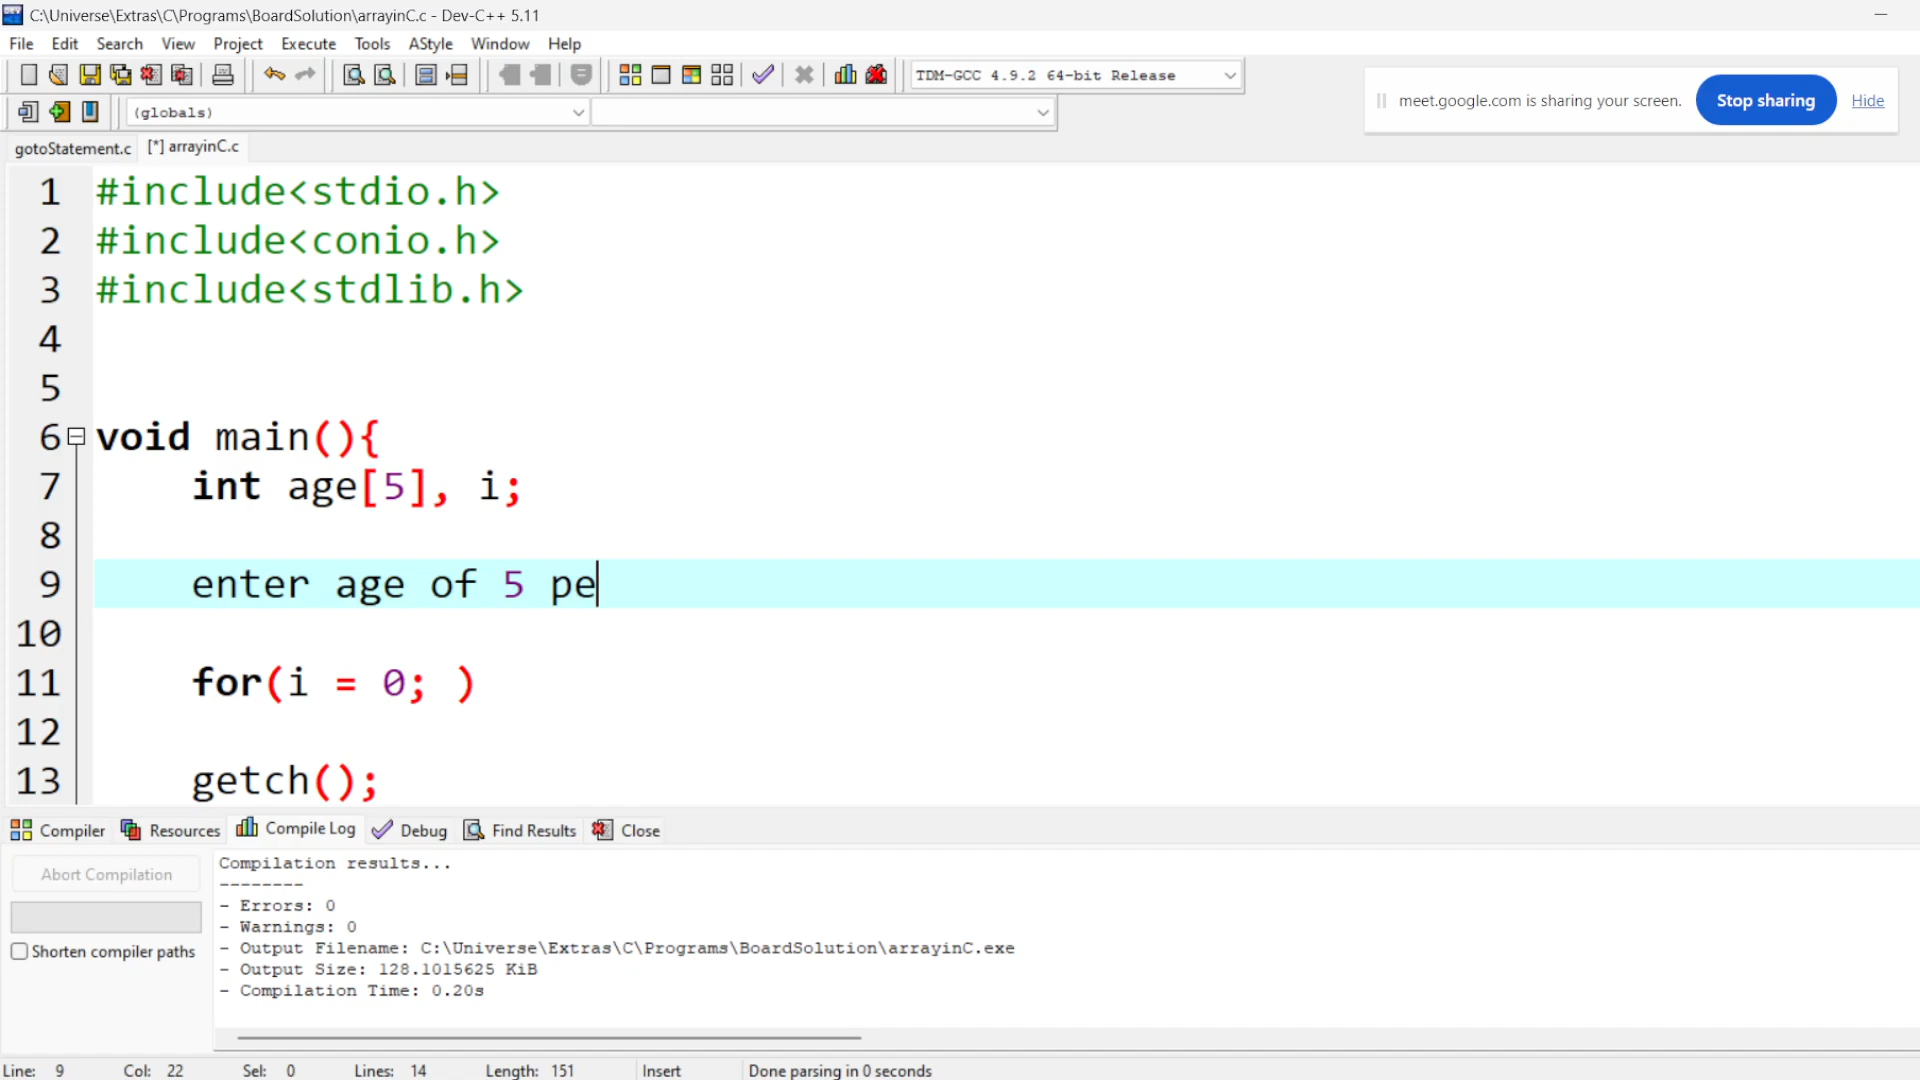 C:\Universe\Extras\C\Programs\BoardSolution\arrayinC.c - Dev-C++ 5.11
File Edit Search View Project Execute Tools AStyle Window Help
TDM-GCC 4.9.2 64-bit Release
meet.google.com is sharing your screen. Stop sharing Hide
(globals)
gotoStatement.c [*] arrayinC.c
1 #include<stdio.h>
2 #include<conio.h>
3 #include<stdlib.h>
4
5
6 void main(){
7 int age[5], i;
8
9 enter age of 5 pe
10
11 for(i = 0; )
12
13 getch();
Compiler Resources Compile Log Debug Find Results Close
Abort Compilation
Shorten compiler paths
Compilation results...
--------
- Errors: 0
- Warnings: 0
- Output Filename: C:\Universe\Extras\C\Programs\BoardSolution\arrayinC.exe
- Output Size: 128.1015625 KiB
- Compilation Time: 0.20s
Line: 9 Col: 22 Sel: 0 Lines: 14 Length: 151 Insert Done parsing in 0 seconds